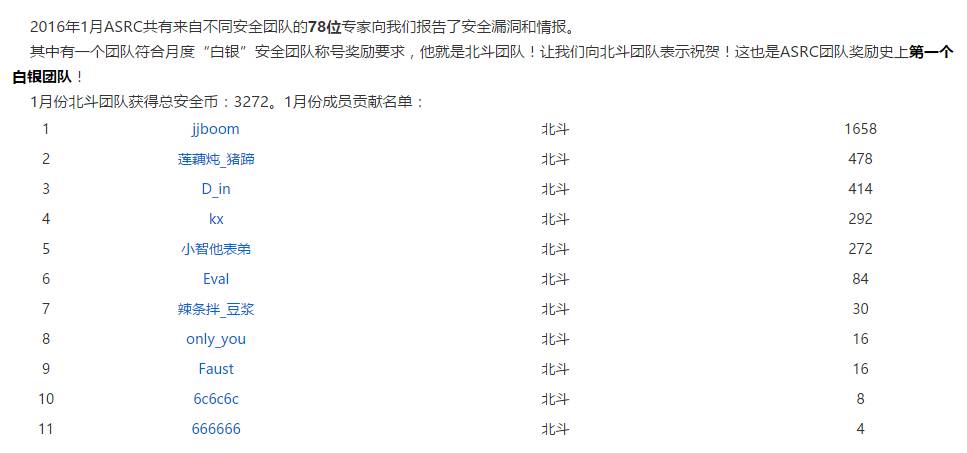 2016年1月ASRC共有来自不同安全团队的78位专家向我们报告了安全漏洞和情报。
其中有一个团队符合月度“白银”安全团队称号奖励要求，他就是北斗团队！让我们向北斗团队表示祝贺！这也是ASRC团队奖励史上第一个
白银团队！
1月份北斗团队获得总安全币：3272。1月份成员贡献名单：
1 jjboom 北斗 1658
2 莲藕炖_猪蹄 北斗 478
3 D_in 北斗 414
4 kx 北斗 292
5 小智他表弟 北斗 272
6 Eval 北斗 84
7 辣条拌_豆浆 北斗 30
8 only_you 北斗 16
9 Faust 北斗 16
10 6c6c6c 北斗 8
11 666666 北斗 4